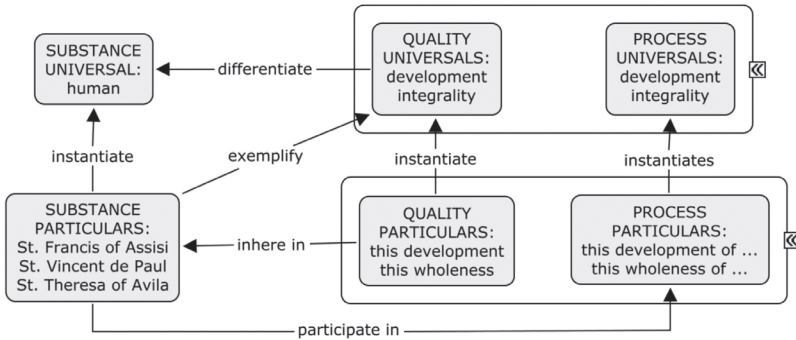 SUBSTANCE
UNIVERSAL:
human
differentiate
QUALITY
UNIVERSALS:
development
integrality
PROCESS
UNIVERSALS:
development
integrality
instantiate
exemplify
instantiate
instantiates
SUBSTANCE
PARTICULARS:
St. Francis of Assisi
St. Vincent de Paul
St. Theresa of Avila
inhere in
QUALITY
PARTICULARS:
this development
this wholeness
PROCESS
PARTICULARS:
this development of ...
this wholeness of ...
participate in